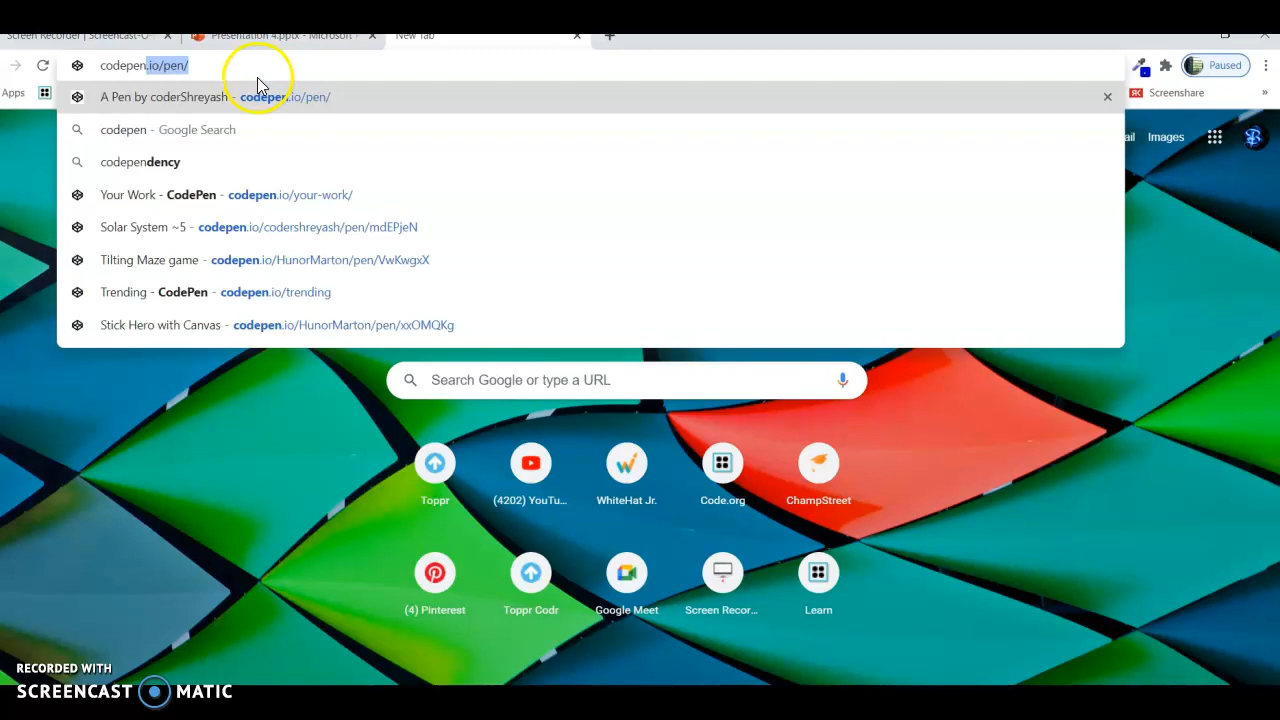 Screen Recorder | Screencast-O-
Presentation 4.pptx - Microsoft
New Tab
codepen.io/pen/
Paused
Apps
Screenshare
»
A Pen by coderShreyash - codepen.io/pen/
codepen - Google Search
codependency
Your Work - CodePen - codepen.io/your-work/
Solar System ~5 - codepen.io/codershreyash/pen/mdEPJeN
Tilting Maze game - codepen.io/HunorMarton/pen/VwKwgxX
Trending - CodePen - codepen.io/trending
Stick Hero with Canvas - codepen.io/HunorMarton/pen/xxOMQKg
ail Images
Search Google or type a URL
Toppr
(4202) YouTu...
WhiteHat Jr.
Code.org
ChampStreet
(4) Pinterest
Toppr Codr
Google Meet
Screen Recor...
Learn
RECORDED WITH
SCREENCAST MATIC